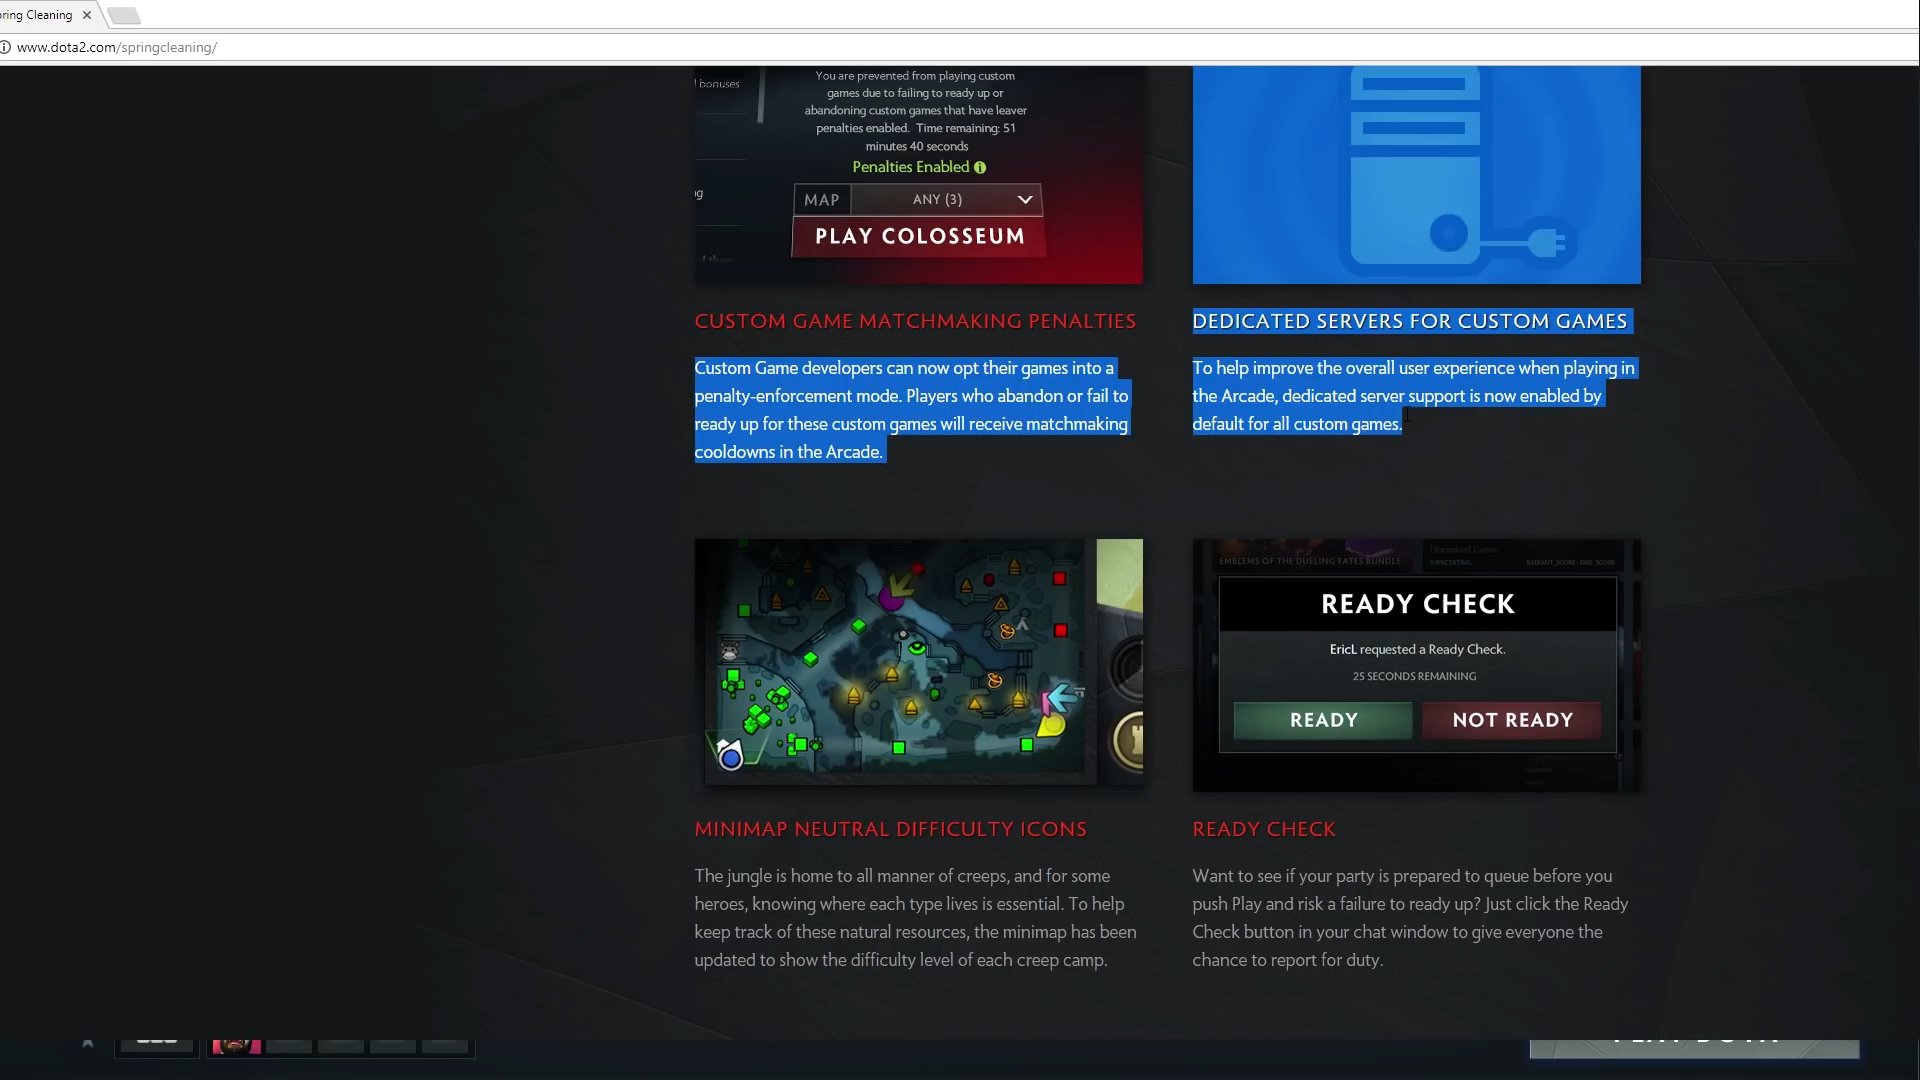 ring Cleaning
www.dota2.com/springcleaning/
l bonuses
You are prevented from playing custom
games due to failing to ready up or
abandoning custom games that have leaver
penalties enabled. Time remaining: 51
minutes 40 seconds
Penalties Enabled
MAP ANY (3)
PLAY COLOSSEUM
CUSTOM GAME MATCHMAKING PENALTIES
Custom Game developers can now opt their games into a
penalty-enforcement mode. Players who abandon or fail to
ready up for these custom games will receive matchmaking
cooldowns in the Arcade.
DEDICATED SERVERS FOR CUSTOM GAMES
To help improve the overall user experience when playing in
the Arcade, dedicated server support is now enabled by
default for all custom games.
MINIMAP NEUTRAL DIFFICULTY ICONS
The jungle is home to all manner of creeps, and for some
heroes, knowing where each type lives is essential. To help
keep track of these natural resources, the minimap has been
updated to show the difficulty level of each creep camp.
EMBLEMS OF THE DUELING FATES BUNDLE
Unranked Game
RADIANT_SCORE - DIRE_SCORE
READY CHECK
EricL requested a Ready Check.
25 SECONDS REMAINING
READY
NOT READY
READY CHECK
Want to see if your party is prepared to queue before you
push Play and risk a failure to ready up? Just click the Ready
Check button in your chat window to give everyone the
chance to report for duty.
PLAY DOTA